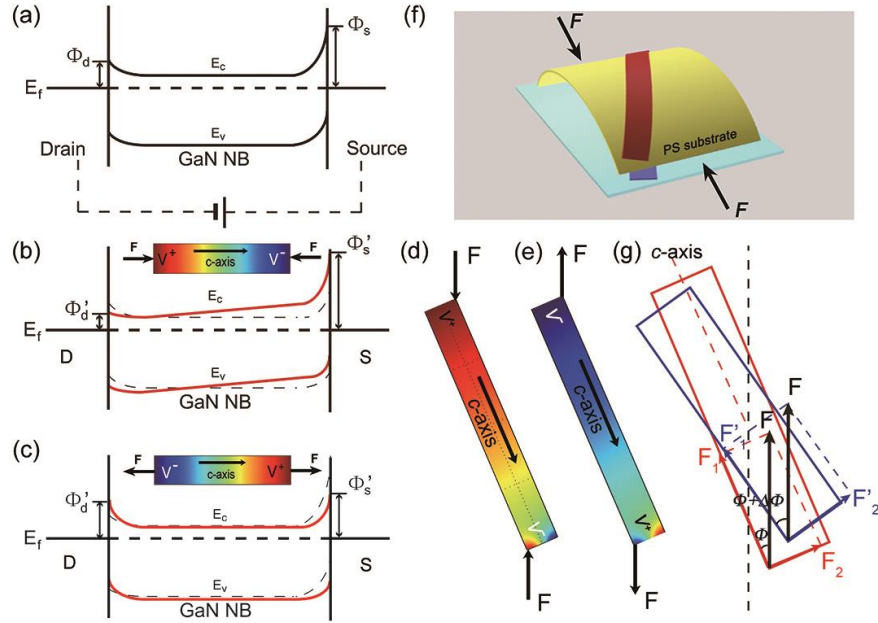 (a)
Φd
Φs
Ec
Ef
Ev
GaN NB
Drain
Source
(b)
F
V+
c-axis
V-
F
Φs'
Φd'
Ec
Ef
D
S
Ev
GaN NB
(c)
F
V-
c-axis
V+
F
Φd'
Φs'
Ec
Ef
D
S
Ev
GaN NB
(f)
F
PS substrate
F
(d)
F
V+
c-axis
V-
F
(e)
F
V-
c-axis
V+
F
(g)
c-axis
F
F
F'1
F1
Φ+ΔΦ
Φ
F'2
F2